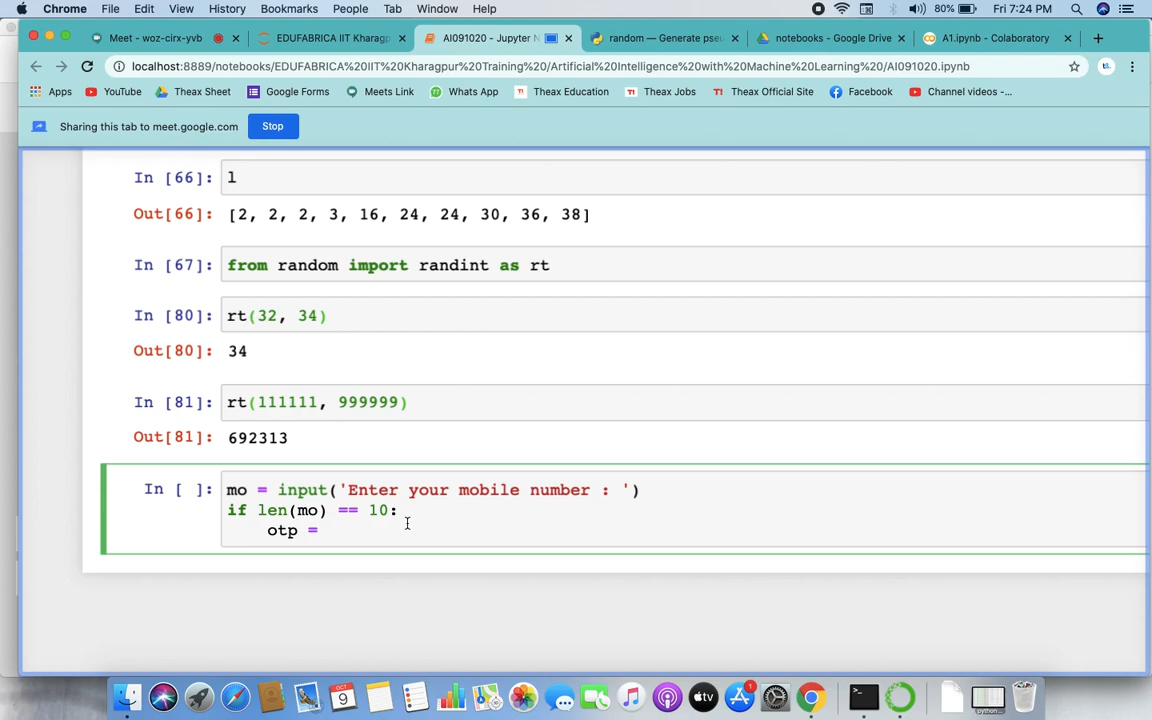 Chrome File Edit View History Bookmarks People Tab Window Help 80% Fri 7:24 PM
Meet - woz-cirx-yvb EDUFABRICA IIT Kharagp AI091020 - Jupyter N random — Generate pseu notebooks - Google Drive A1.ipynb - Colaboratory
localhost:8889/notebooks/EDUFABRICA%20IIT%20Kharagpur%20Training%20/Artificial%20Intelligence%20with%20Machine%20Learning%20/AI091020.ipynb
Apps YouTube Theax Sheet Google Forms Meets Link Whats App Theax Education Theax Jobs Theax Official Site Facebook Channel videos -...
Sharing this tab to meet.google.com Stop
In [66]: l
Out[66]: [2, 2, 2, 3, 16, 24, 24, 30, 36, 38]
In [67]: from random import randint as rt
In [80]: rt(32, 34)
Out[80]: 34
In [81]: rt(111111, 999999)
Out[81]: 692313
In [ ]: mo = input('Enter your mobile number : ')
if len(mo) == 10:
otp =
OCT
9
1